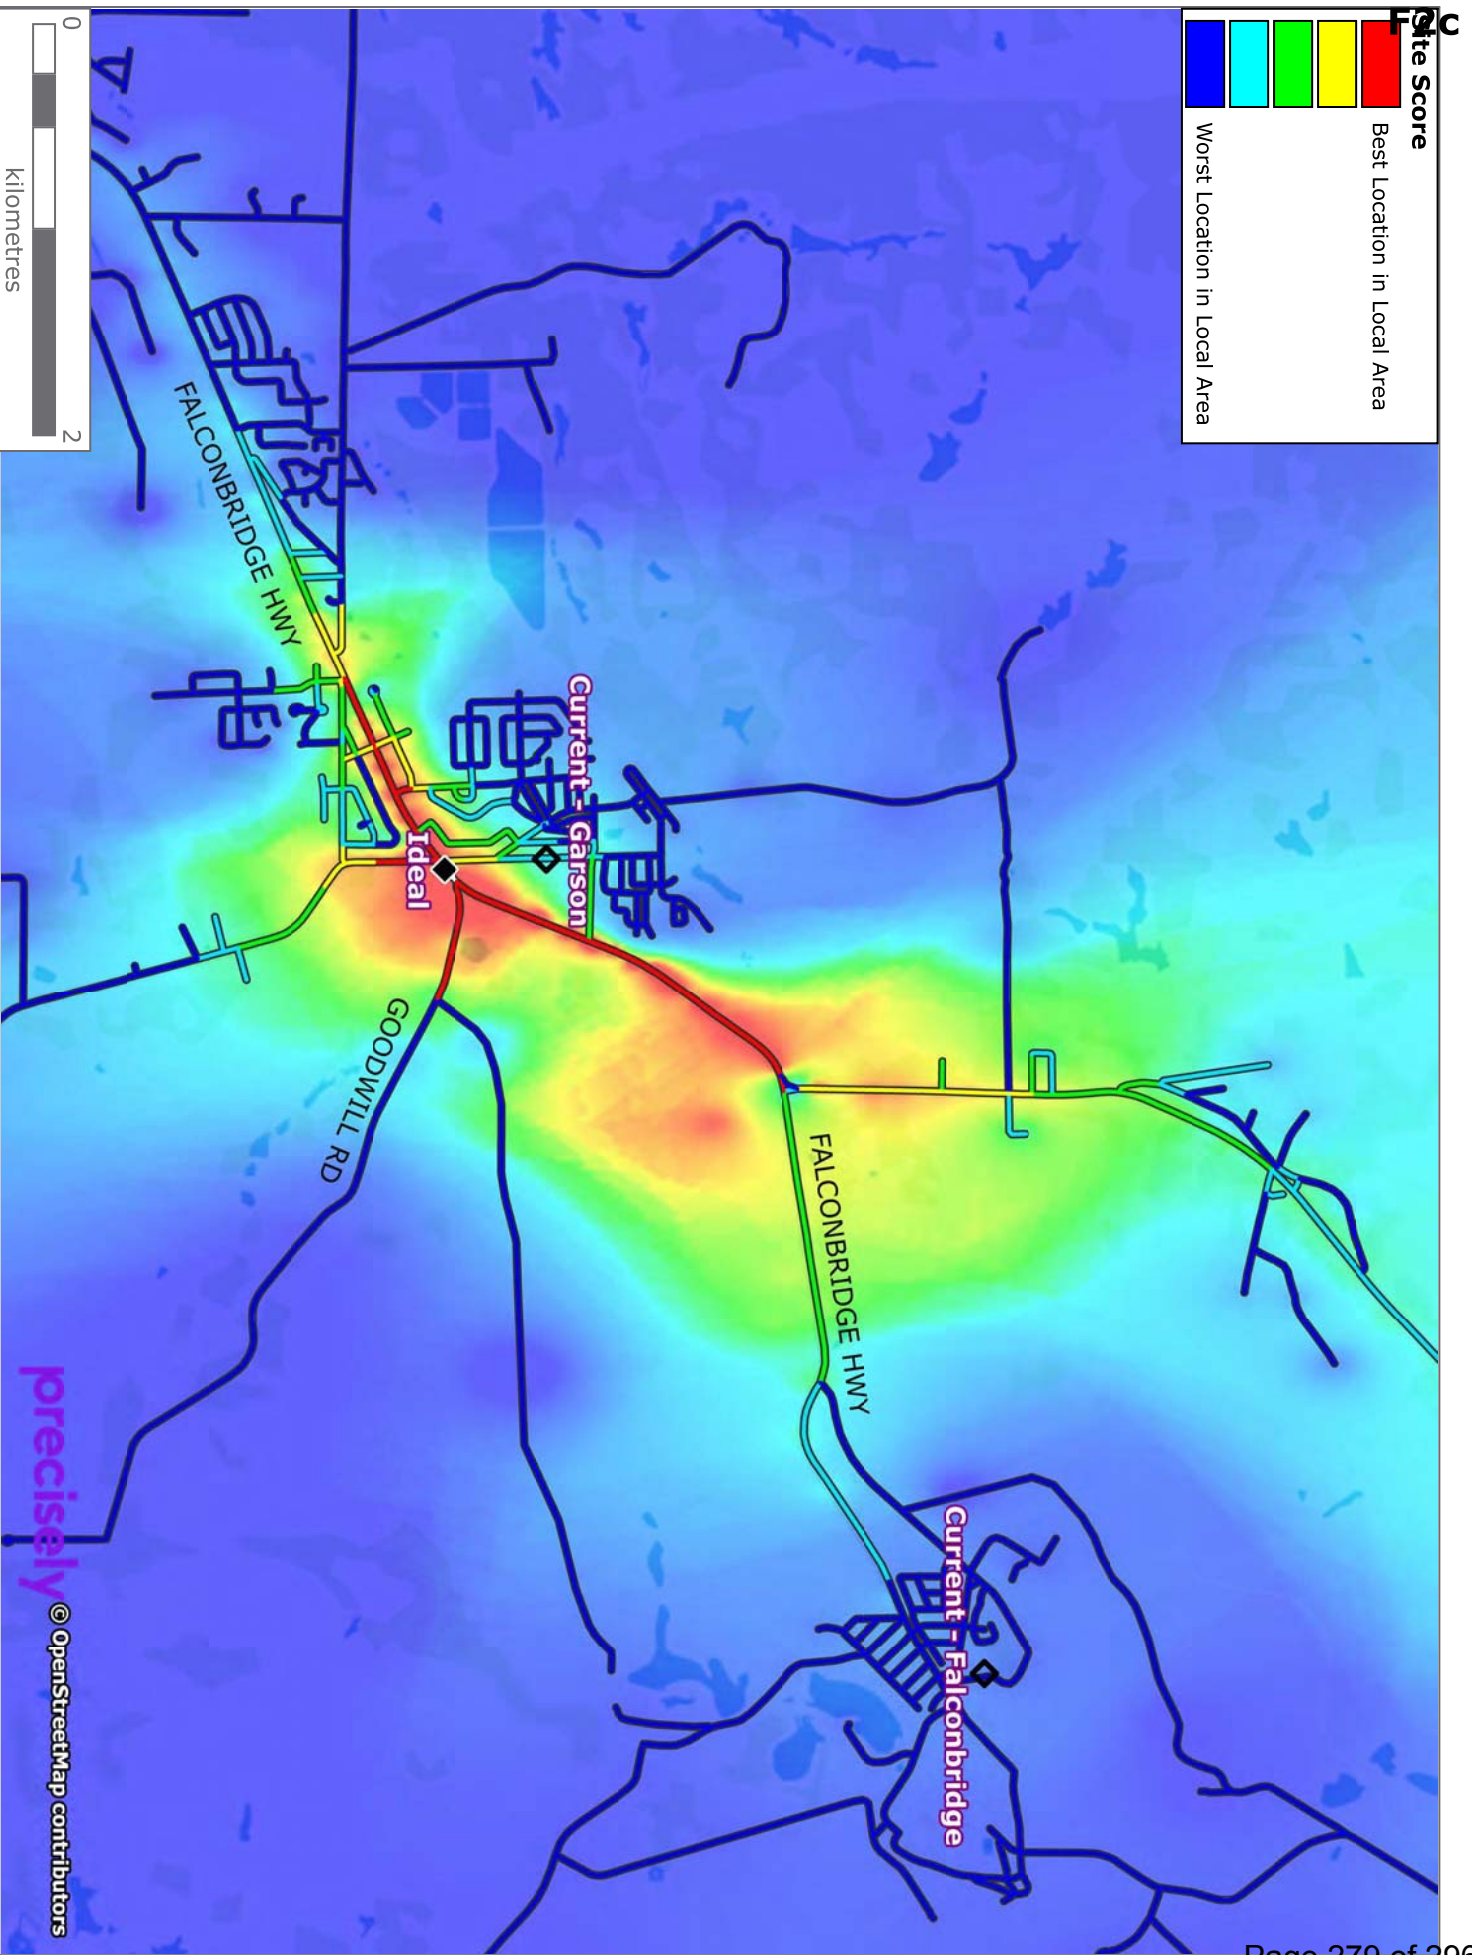 Site Score
Best Location in Local Area
Worst Location in Local Area
FALCONBRIDGE HWY
Current - Falconbridge
Current - Garson
Ideal
FALCONBRIDGE HWY
GOODWILL RD
0
2
kilometres
precisely
© OpenStreetMap contributors